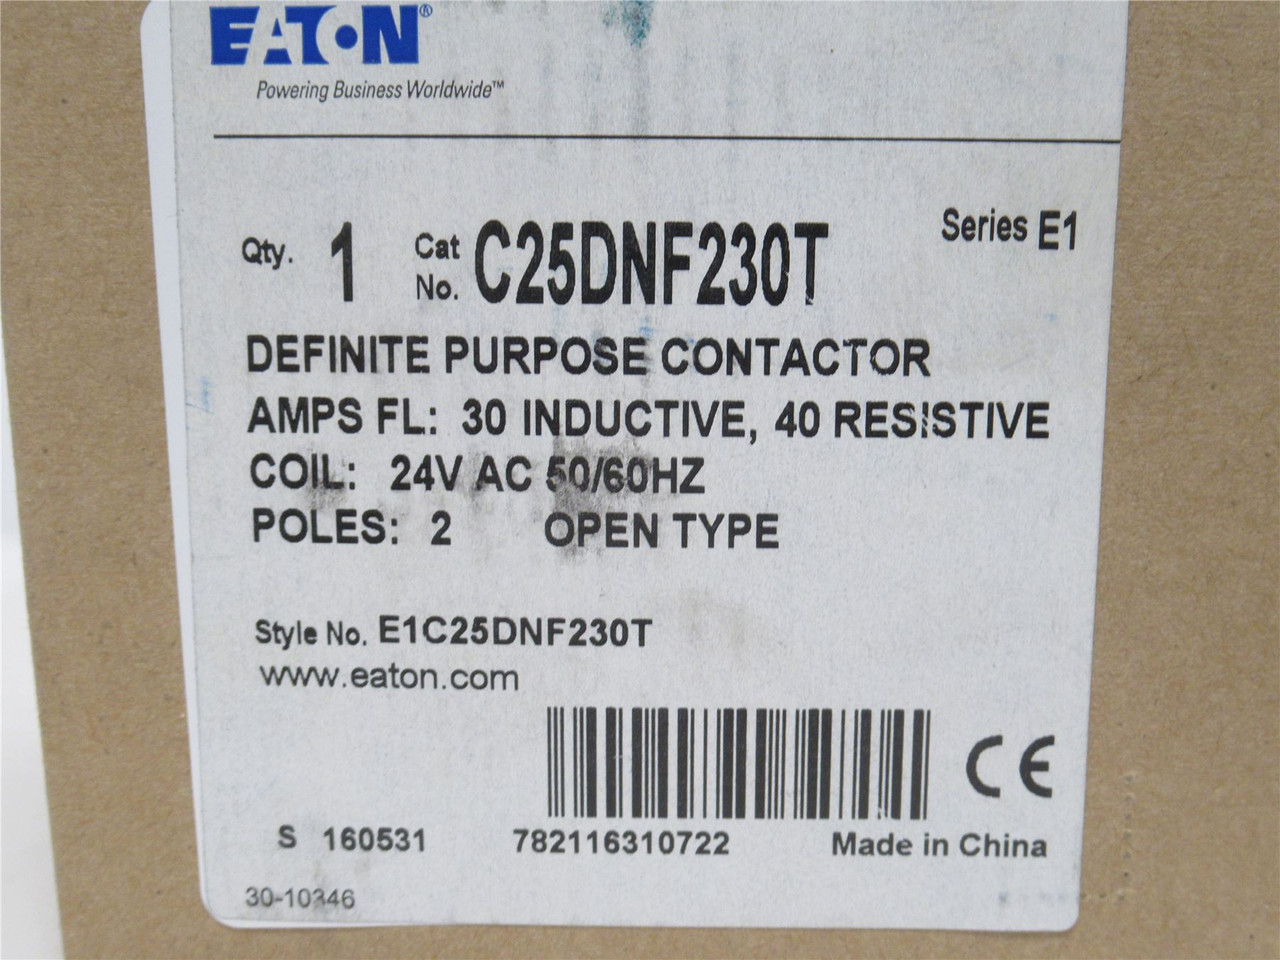 EATON®
Powering Business Worldwide™
Qty. 1 Cat No. C25DNF230T Series E1
DEFINITE PURPOSE CONTACTOR
AMPS FL: 30 INDUCTIVE, 40 RESISTIVE
COIL: 24V AC 50/60HZ
POLES: 2 OPEN TYPE
Style No. E1C25DNF230T
www.eaton.com
CE
S 160531 782116310722 Made in China
30-10346